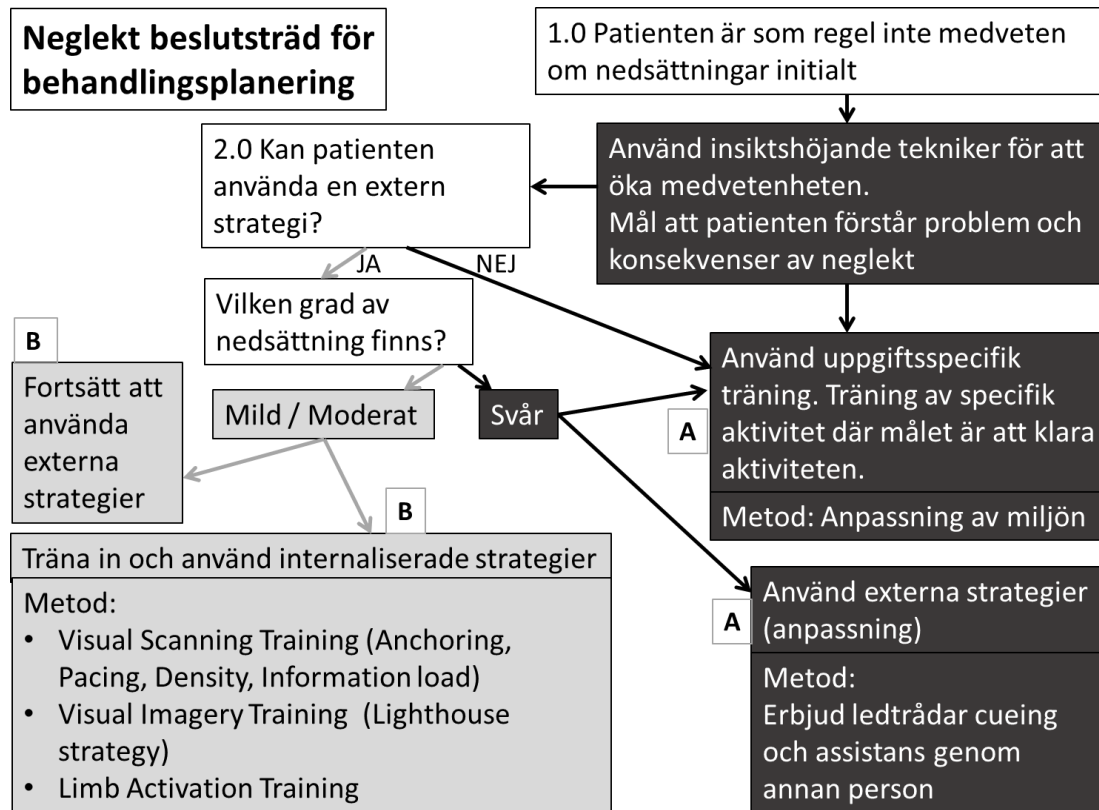 Neglekt beslutsträd för
behandlingsplanering
1.0 Patienten är som regel inte medveten
om nedsättningar initialt
Använd insiktshöjande tekniker för att
öka medvetenheten.
Mål att patienten förstår problem och
konsekvenser av neglekt
2.0 Kan patienten
använda en extern
strategi?
JA
NEJ
Vilken grad av
nedsättning finns?
Mild / Moderat
Svår
B
Fortsätt att
använda
externa
strategier
A
Använd uppgiftsspecifik
träning. Träning av specifik
aktivitet där målet är att klara
aktiviteten.
Metod: Anpassning av miljön
B
Träna in och använd internaliserade strategier
Metod:
• Visual Scanning Training (Anchoring,
Pacing, Density, Information load)
• Visual Imagery Training (Lighthouse
strategy)
• Limb Activation Training
A
Använd externa strategier
(anpassning)
Metod:
Erbjud ledtrådar cueing
och assistans genom
annan person